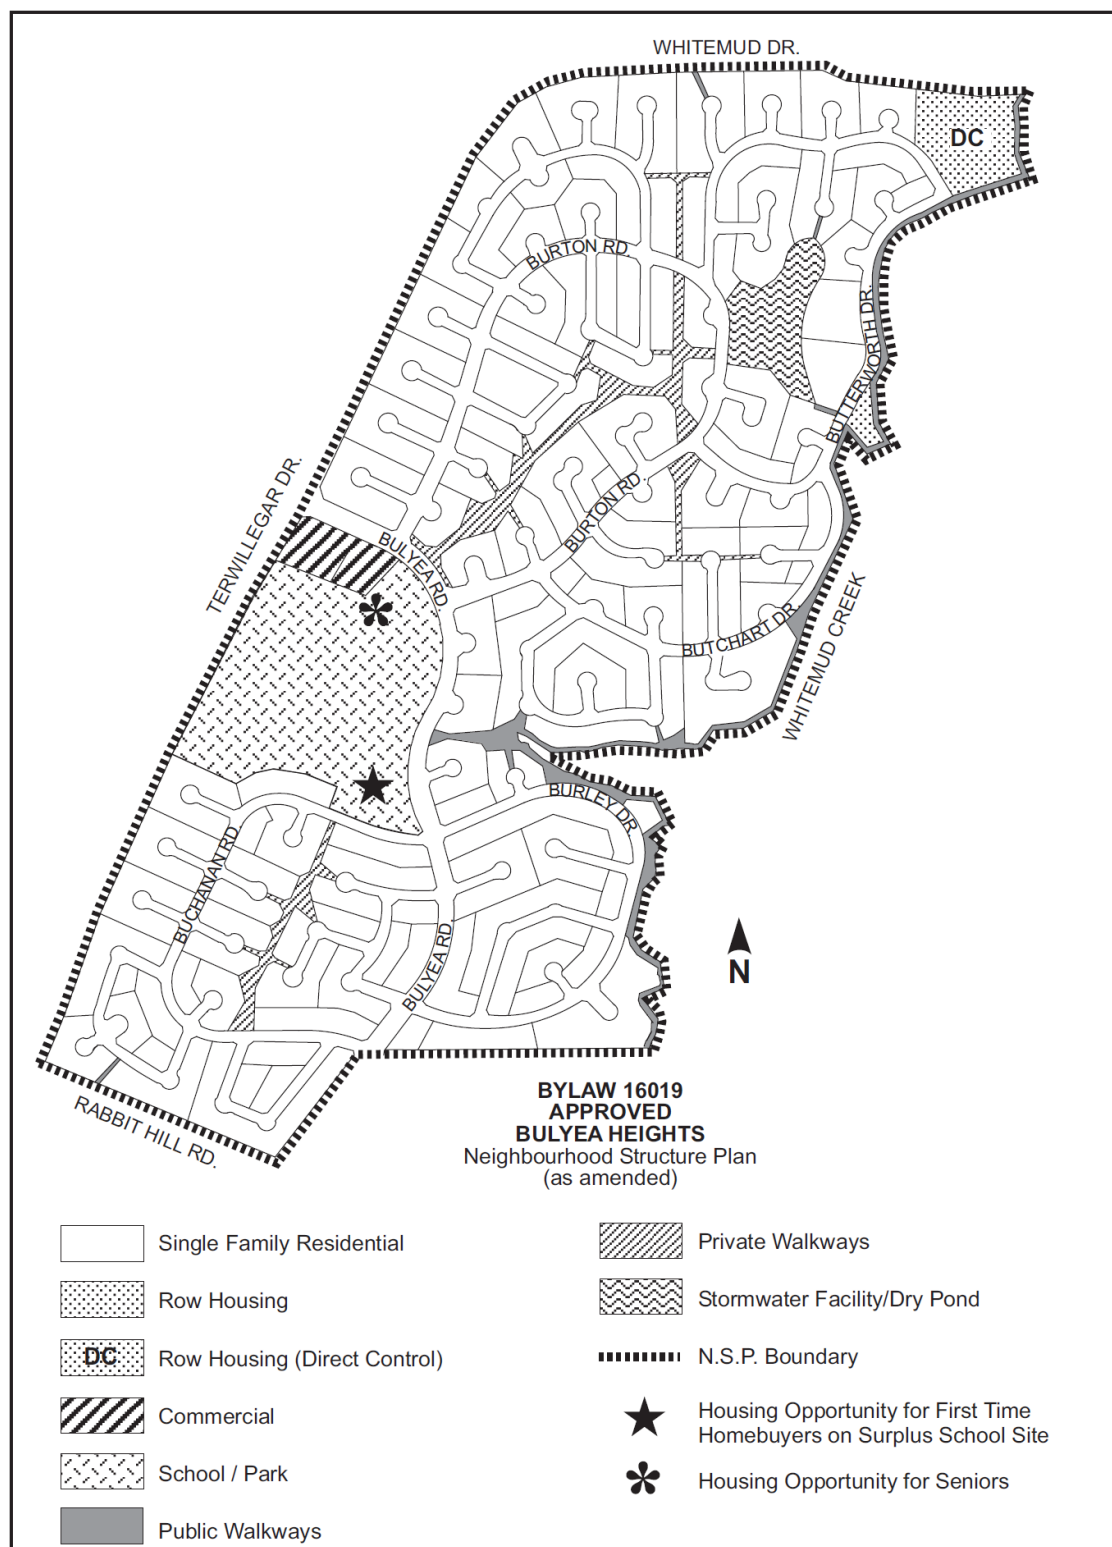 WHITEMUD DR.
DC
BURTON RD.
BUTTERWORTH DR.
TERWILLEGAR DR.
BURTON RD.
BULYEA RD.
WHITEMUD CREEK
BUTCHART DR.
BURLEY DR.
BUCHANAN RD.
BULYEA RD.
N
RABBIT HILL RD.
BYLAW 16019
APPROVED
BULYEA HEIGHTS
Neighbourhood Structure Plan
(as amended)
Single Family Residential
Row Housing
DC
Row Housing (Direct Control)
Commercial
School / Park
Public Walkways
Private Walkways
Stormwater Facility/Dry Pond
N.S.P. Boundary
Housing Opportunity for First Time
Homebuyers on Surplus School Site
Housing Opportunity for Seniors